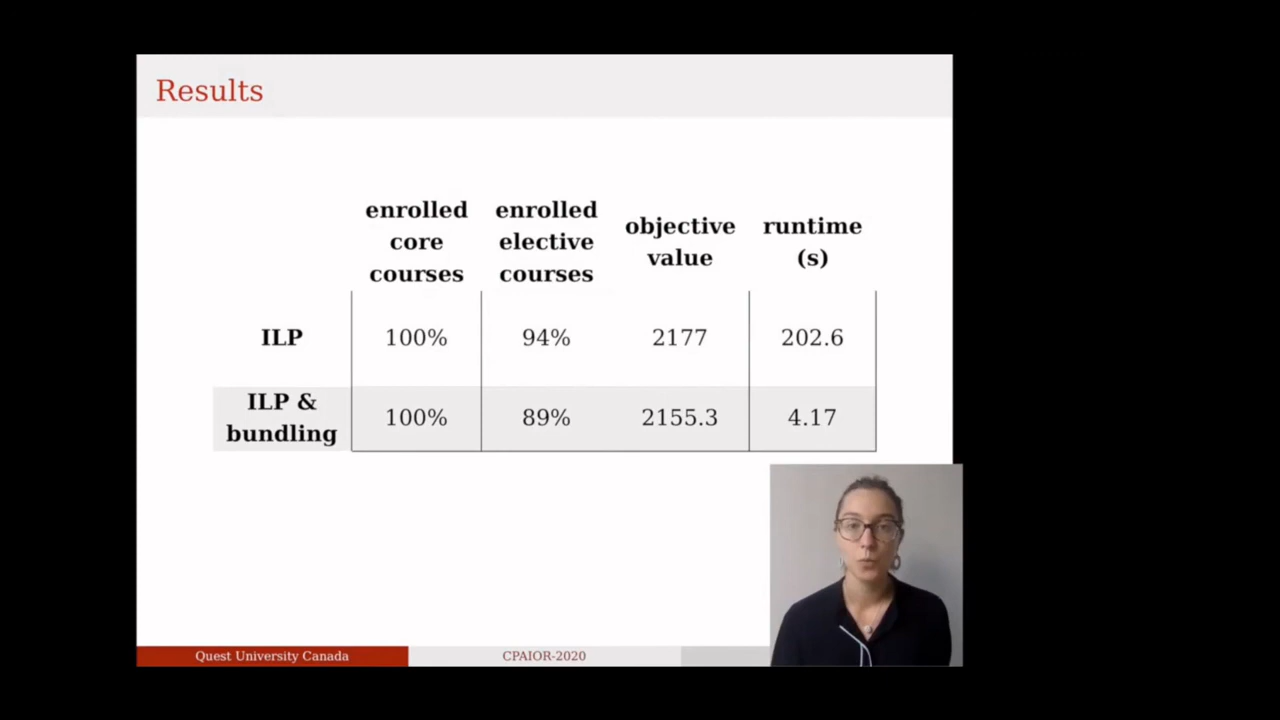 Results
enrolled core courses
enrolled elective courses
objective value
runtime (s)
ILP 100% 94% 2177 202.6
ILP & bundling 100% 89% 2155.3 4.17
Quest University Canada CPAIOR-2020